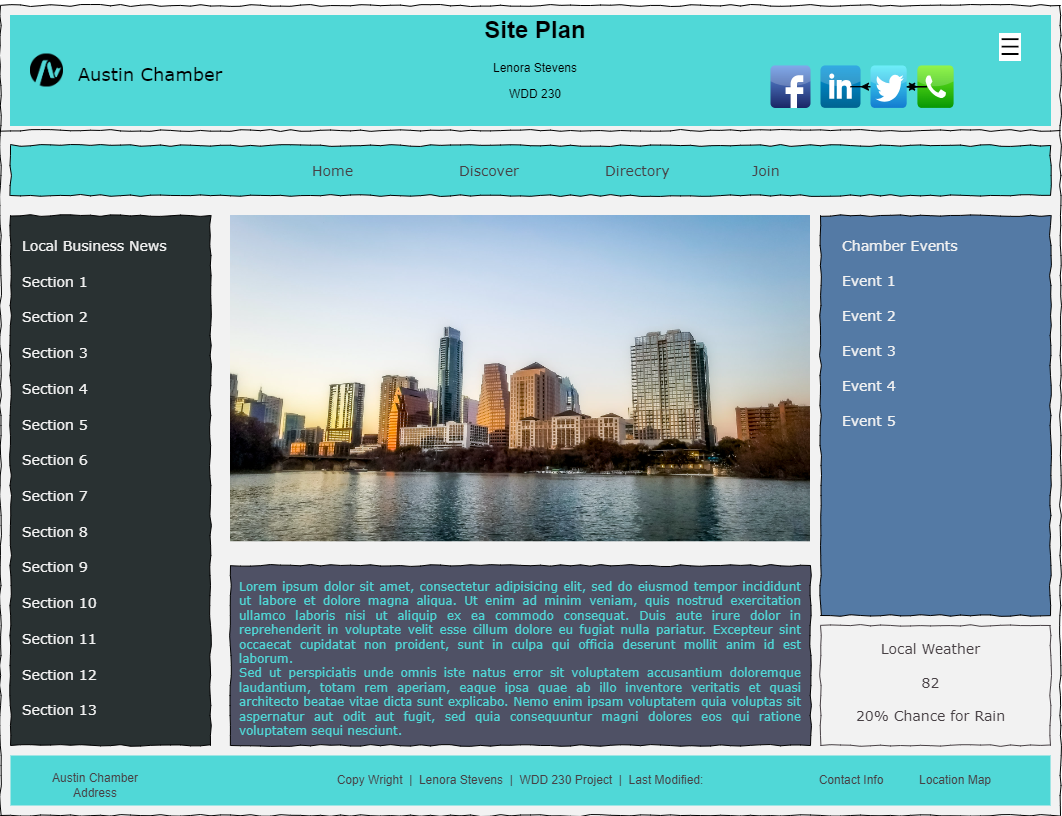 Site Plan
Lenora Stevens
WDD 230
Austin Chamber
f
in
Home Discover Directory Join
Local Business News
Section 1
Section 2
Section 3
Section 4
Section 5
Section 6
Section 7
Section 8
Section 9
Section 10
Section 11
Section 12
Section 13
Lorem ipsum dolor sit amet, consectetur adipisicing elit, sed do eiusmod tempor incididunt
ut labore et dolore magna aliqua. Ut enim ad minim veniam, quis nostrud exercitation
ullamco laboris nisi ut aliquip ex ea commodo consequat. Duis aute irure dolor in
reprehenderit in voluptate velit esse cillum dolore eu fugiat nulla pariatur. Excepteur sint
occaecat cupidatat non proident, sunt in culpa qui officia deserunt mollit anim id est
laborum.
Sed ut perspiciatis unde omnis iste natus error sit voluptatem accusantium doloremque
laudantium, totam rem aperiam, eaque ipsa quae ab illo inventore veritatis et quasi
architecto beatae vitae dicta sunt explicabo. Nemo enim ipsam voluptatem quia voluptas sit
aspernatur aut odit aut fugit, sed quia consequuntur magni dolores eos qui ratione
voluptatem sequi nesciunt.
Chamber Events
Event 1
Event 2
Event 3
Event 4
Event 5
Local Weather
82
20% Chance for Rain
Austin Chamber
Address
Copy Wright | Lenora Stevens | WDD 230 Project | Last Modified:
Contact Info Location Map